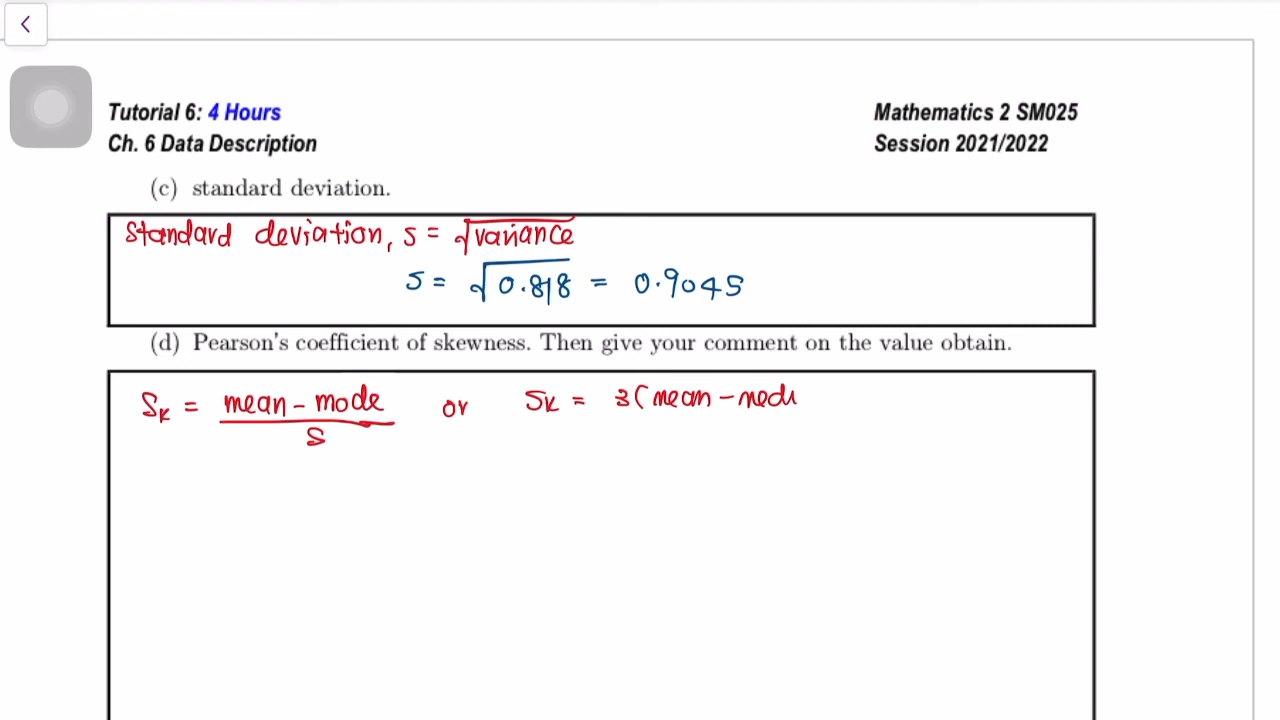 Tutorial 6: 4 Hours
Mathematics 2 SM025
Ch. 6 Data Description
Session 2021/2022
(c) standard deviation.
Standard deviation, s = √variance
s = √0.818 = 0.9045
(d) Pearson's coefficient of skewness. Then give your comment on the value obtain.
Sk = mean - mode / s or Sk = 3(mean - medi